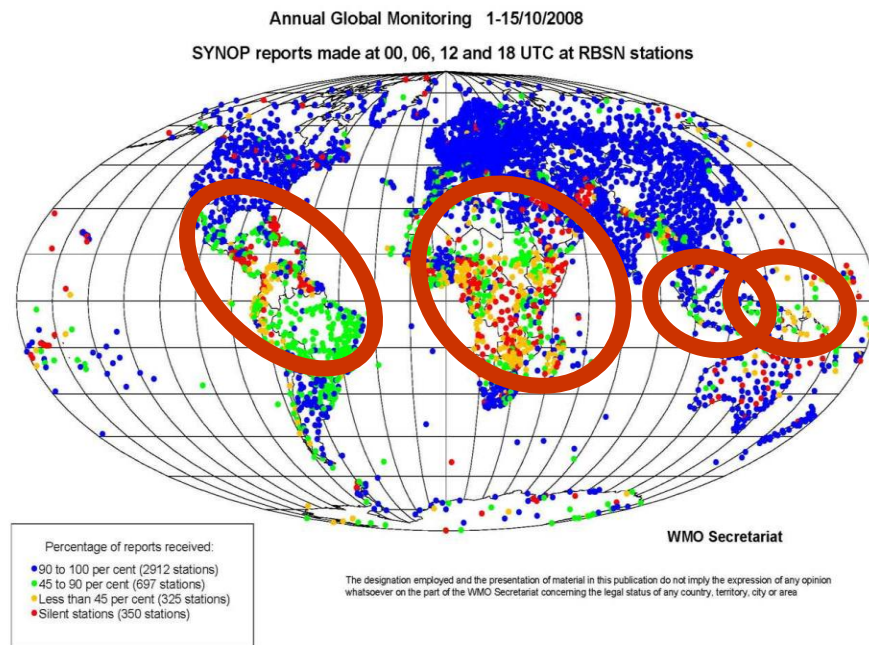 Annual Global Monitoring 1-15/10/2008
SYNOP reports made at 00, 06, 12 and 18 UTC at RBSN stations
WMO Secretariat
Percentage of reports received:
90 to 100 per cent (2912 stations)
45 to 90 per cent (697 stations)
Less than 45 per cent (325 stations)
Silent stations (350 stations)
The designation employed and the presentation of material in this publication do not imply the expression of any opinion
whatsoever on the part of the WMO Secretariat concerning the legal status of any country, territory, city or area